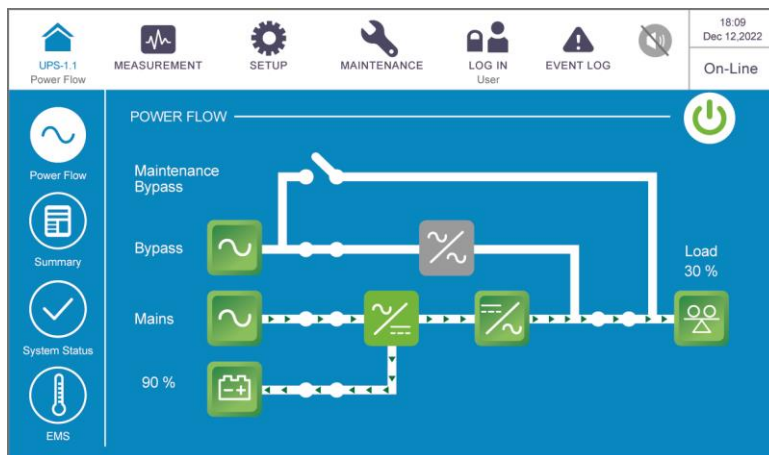 UPS-1.1
Power Flow
MEASUREMENT
SETUP
MAINTENANCE
LOG IN
User
EVENT LOG
18:09
Dec 12,2022
On-Line
Power Flow
Summary
System Status
EMS
POWER FLOW
Maintenance
Bypass
Bypass
Load
30 %
Mains
90 %